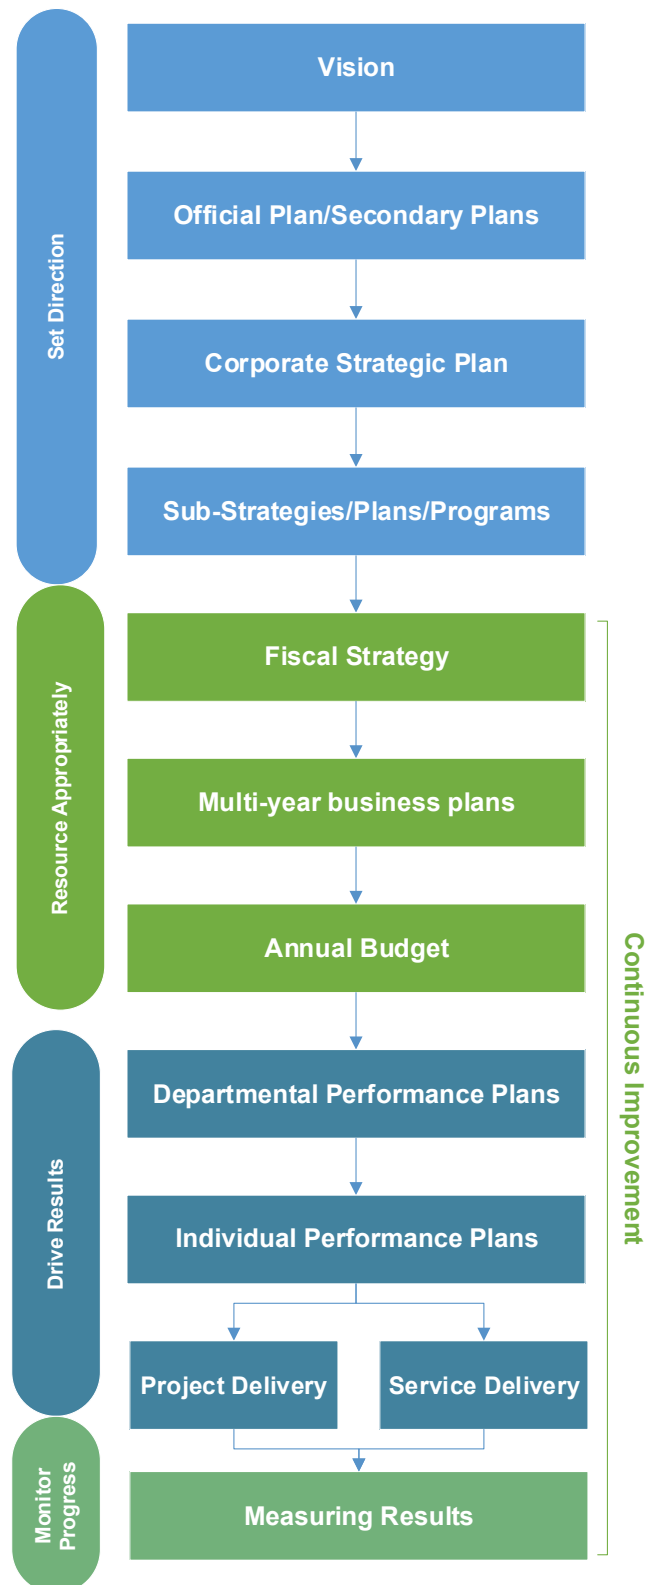 Set Direction
Vision
Official Plan/Secondary Plans
Corporate Strategic Plan
Sub-Strategies/Plans/Programs
Resource Appropriately
Fiscal Strategy
Multi-year business plans
Annual Budget
Continuous Improvement
Drive Results
Departmental Performance Plans
Individual Performance Plans
Project Delivery
Service Delivery
Monitor
Progress
Measuring Results